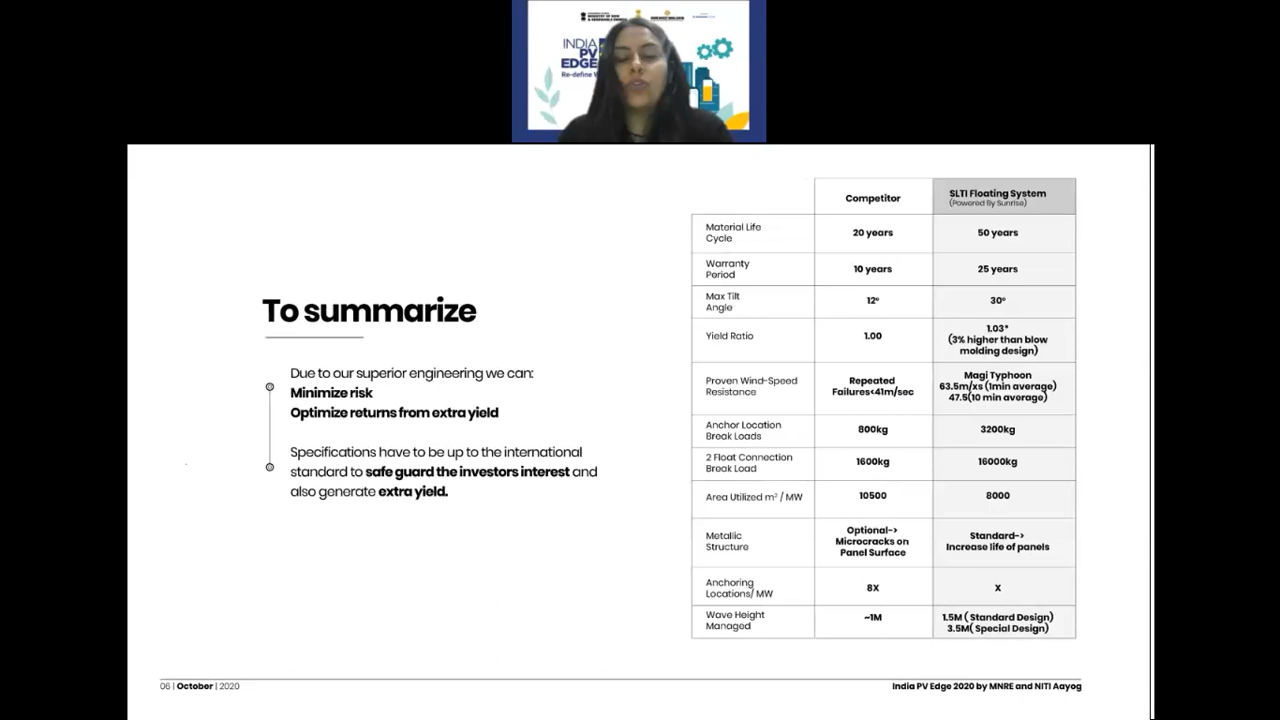 INDIA
PV
EDGE
To summarize
Due to our superior engineering we can:
Minimize risk
Optimize returns from extra yield
Specifications have to be up to the international
standard to safe guard the investors interest and
also generate extra yield.
Competitor
SLTI Floating System
(Powered By Sunrise)
Material Life
Cycle
20 years
50 years
Warranty
Period
10 years
25 years
Max Tilt
Angle
12°
30°
Yield Ratio
1.00
1.03*
(3% higher than blow
molding design)
Proven Wind-Speed
Resistance
Repeated
Failures<41m/sec
Magi Typhoon
63.5m/xs (1min average)
47.5(10 min average)
Anchor Location
Break Loads
800kg
3200kg
2 Float Connection
Break Load
1600kg
16000kg
Area Utilized m² / MW
10500
8000
Metallic
Structure
Optional->
Microcracks on
Panel Surface
Standard->
Increase life of panels
Anchoring
Locations/ MW
8X
X
Wave Height
Managed
~1M
1.5M ( Standard Design)
3.5M( Special Design)
06 | October | 2020
India PV Edge 2020 by MNRE and NITI Aayog